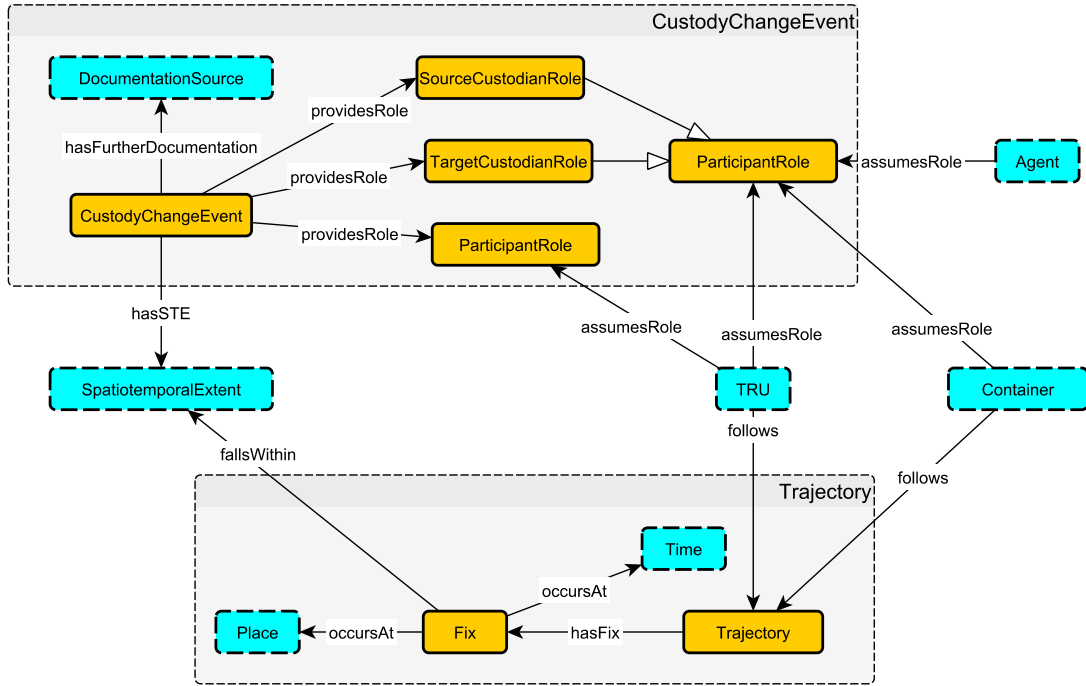 CustodyChangeEvent
DocumentationSource
SourceCustodianRole
providesRole
hasFurtherDocumentation
TargetCustodianRole
ParticipantRole
assumesRole
Agent
providesRole
CustodyChangeEvent
providesRole
ParticipantRole
hasSTE
assumesRole
assumesRole
assumesRole
SpatiotemporalExtent
TRU
Container
follows
fallsWithin
follows
Trajectory
Time
occursAt
Place
occursAt
Fix
hasFix
Trajectory